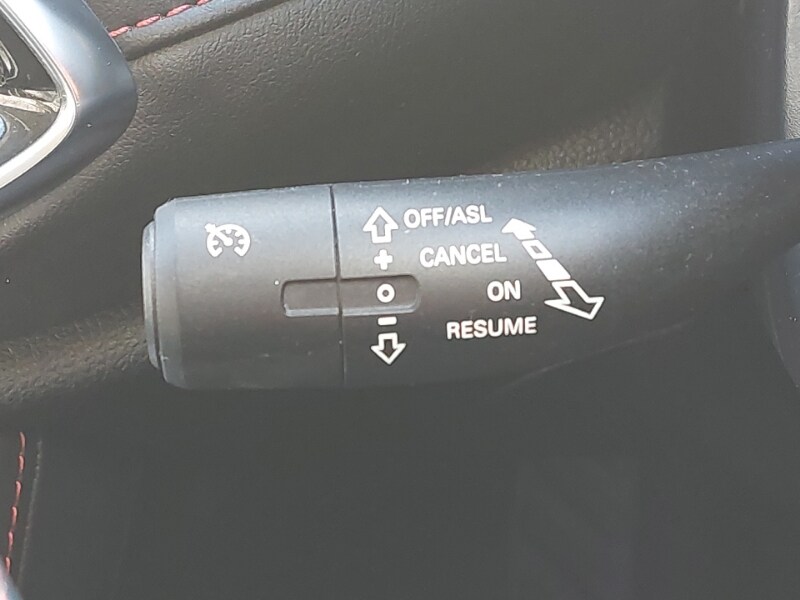 OFF/ASL
+ CANCEL
O ON
- RESUME